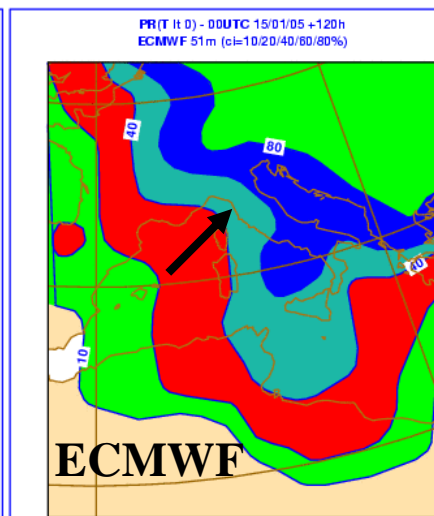 PR(T lt 0) - 00UTC 15/01/05 +120h
ECMWF 51m (ci=10/20/40/60/80%)
40
80
40
10
ECMWF